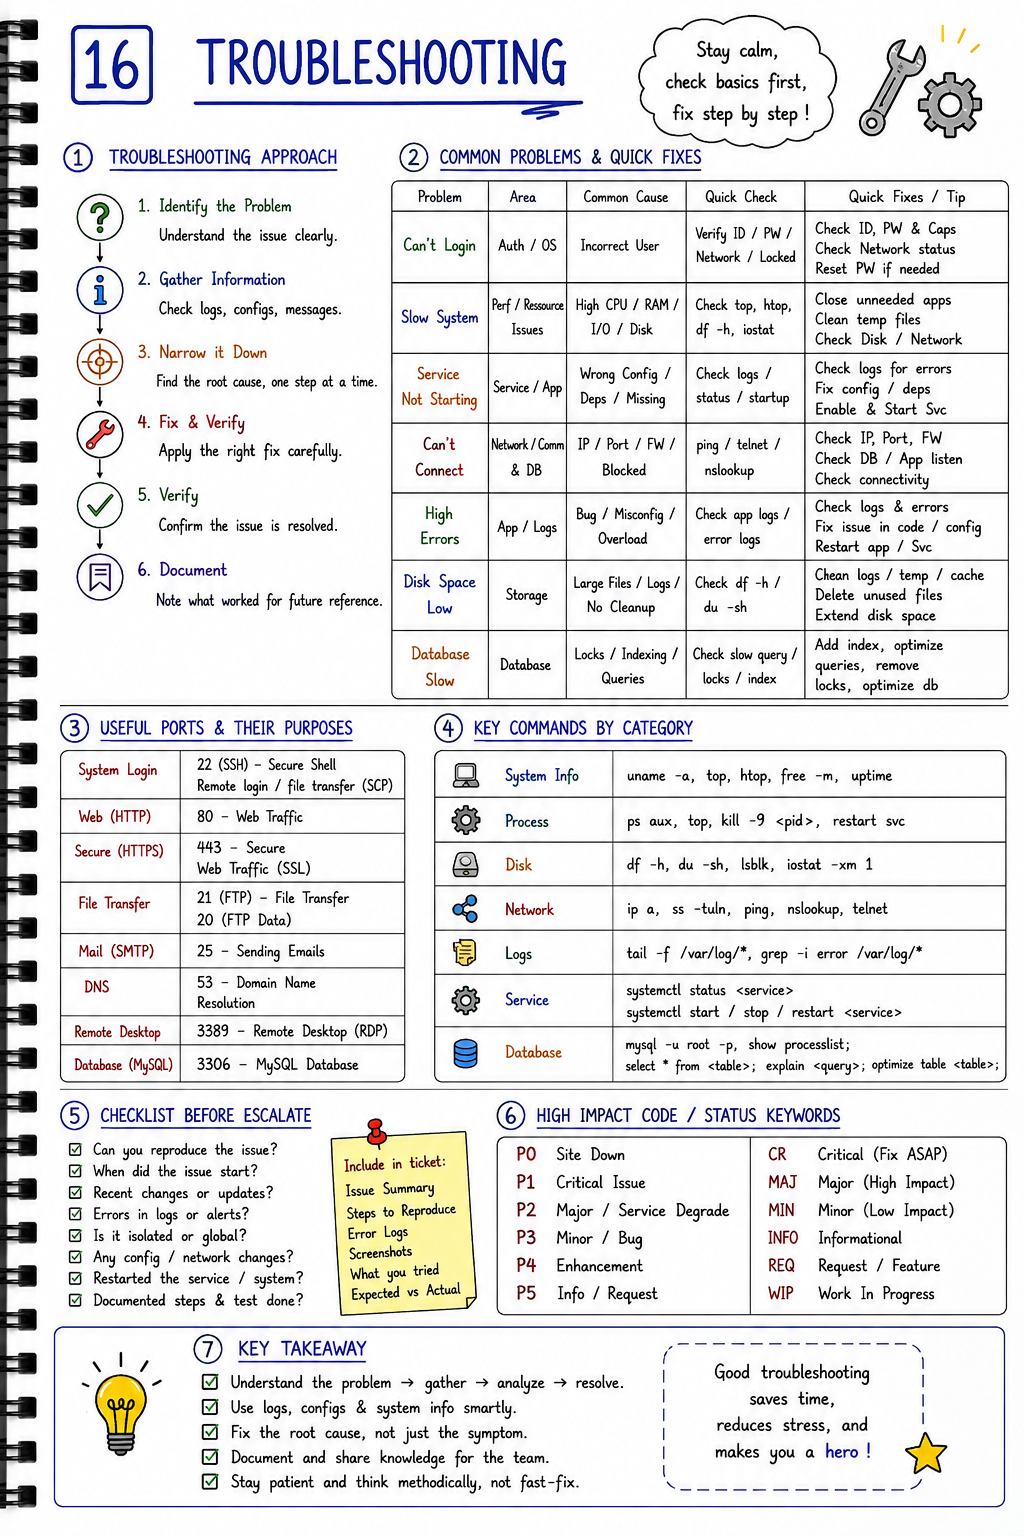 16
TROUBLESHOOTING
Stay calm,
check basics first,
fix step by step !
1 TROUBLESHOOTING APPROACH
1. Identify the Problem
Understand the issue clearly.
2. Gather Information
Check logs, configs, messages.
3. Narrow it Down
Find the root cause, one step at a time.
4. Fix & Verify
Apply the right fix carefully.
5. Verify
Confirm the issue is resolved.
6. Document
Note what worked for future reference.
2 COMMON PROBLEMS & QUICK FIXES
Problem Area Common Cause Quick Check Quick Fixes / Tip
Can't Login
Auth / OS
Incorrect User
Verify ID / PW /
Network / Locked
Check ID, PW & Caps
Check Network status
Reset PW if needed
Slow System
Perf / Ressource
Issues
High CPU / RAM /
I/O / Disk
Check top, htop,
df -h, iostat
Close unneeded apps
Clean temp files
Check Disk / Network
Service
Not Starting
Service / App
Wrong Config /
Deps / Missing
Check logs /
status / startup
Check logs for errors
Fix config / deps
Enable & Start Svc
Can't
Connect
Network / Comm
& DB
IP / Port / FW /
Blocked
ping / telnet /
nslookup
Check IP, Port, FW
Check DB / App listen
Check connectivity
High
Errors
App / Logs
Bug / Misconfig /
Overload
Check app logs /
error logs
Check logs & errors
Fix issue in code / config
Restart app / Svc
Disk Space
Low
Storage
Large Files / Logs /
No Cleanup
Check df -h /
du -sh
Chean logs / temp / cache
Delete unused files
Extend disk space
Database
Slow
Database
Locks / Indexing /
Queries
Check slow query /
locks / index
Add index, optimize
queries, remove
locks, optimize db
3 USEFUL PORTS & THEIR PURPOSES
System Login
22 (SSH) – Secure Shell
Remote login / file transfer (SCP)
Web (HTTP)
80 – Web Traffic
Secure (HTTPS)
443 – Secure
Web Traffic (SSL)
File Transfer
21 (FTP) – File Transfer
20 (FTP Data)
Mail (SMTP)
25 – Sending Emails
DNS
53 – Domain Name
Resolution
Remote Desktop
3389 – Remote Desktop (RDP)
Database (MySQL)
3306 – MySQL Database
4 KEY COMMANDS BY CATEGORY
System Info
uname -a, top, htop, free -m, uptime
Process
ps aux, top, kill -9 <pid>, restart svc
Disk
df -h, du -sh, lsblk, iostat -xm 1
Network
ip a, ss -tuln, ping, nslookup, telnet
Logs
tail -f /var/log/*, grep -i error /var/log/*
Service
systemctl status <service>
systemctl start / stop / restart <service>
Database
mysql -u root -p, show processlist;
select * from <table>; explain <query>; optimize table <table>;
5 CHECKLIST BEFORE ESCALATE
Can you reproduce the issue?
When did the issue start?
Recent changes or updates?
Errors in logs or alerts?
Is it isolated or global?
Any config / network changes?
Restarted the service / system?
Documented steps & test done?
Include in ticket:
Issue Summary
Steps to Reproduce
Error Logs
Screenshots
What you tried
Expected vs Actual
6 HIGH IMPACT CODE / STATUS KEYWORDS
P0 Site Down
P1 Critical Issue
P2 Major / Service Degrade
P3 Minor / Bug
P4 Enhancement
P5 Info / Request
CR Critical (Fix ASAP)
MAJ Major (High Impact)
MIN Minor (Low Impact)
INFO Informational
REQ Request / Feature
WIP Work In Progress
7 KEY TAKEAWAY
Understand the problem → gather → analyze → resolve.
Use logs, configs & system info smartly.
Fix the root cause, not just the symptom.
Document and share knowledge for the team.
Stay patient and think methodically, not fast-fix.
Good troubleshooting
saves time,
reduces stress, and
makes you a hero !